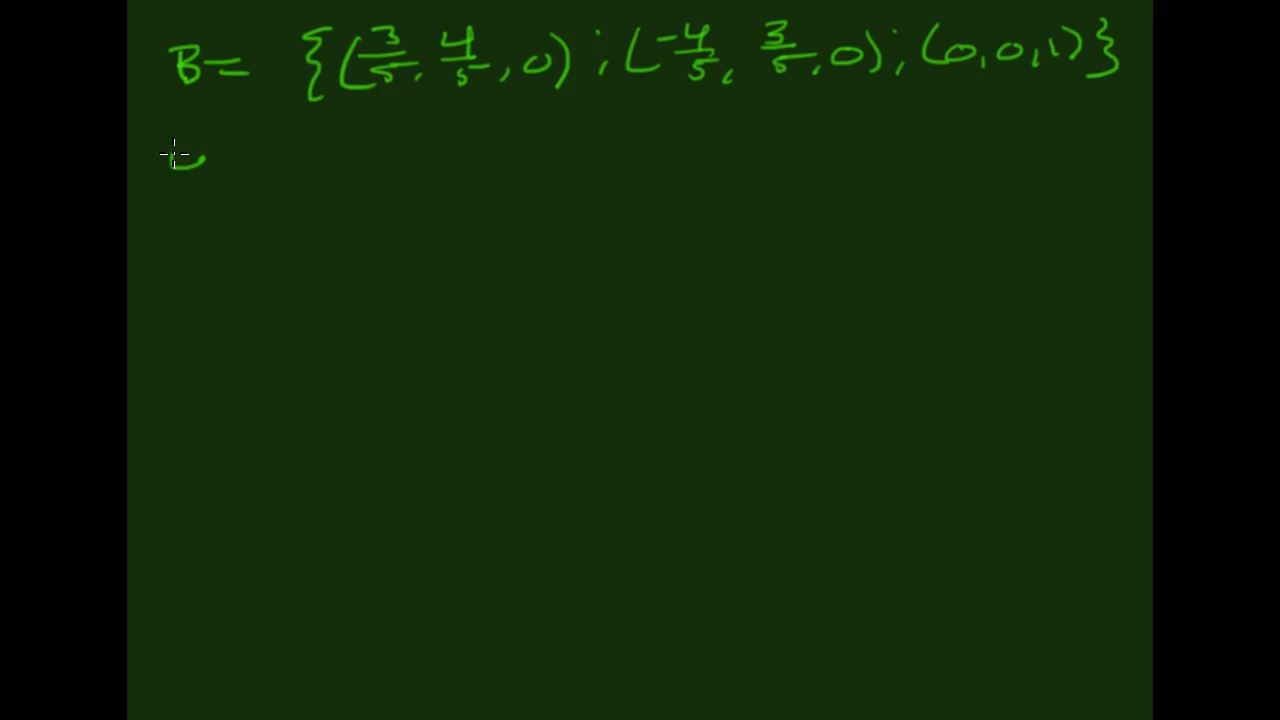 B= {(3/5, 4/5, 0) ; (-4/5, 3/5, 0) ; (0,0,1)}